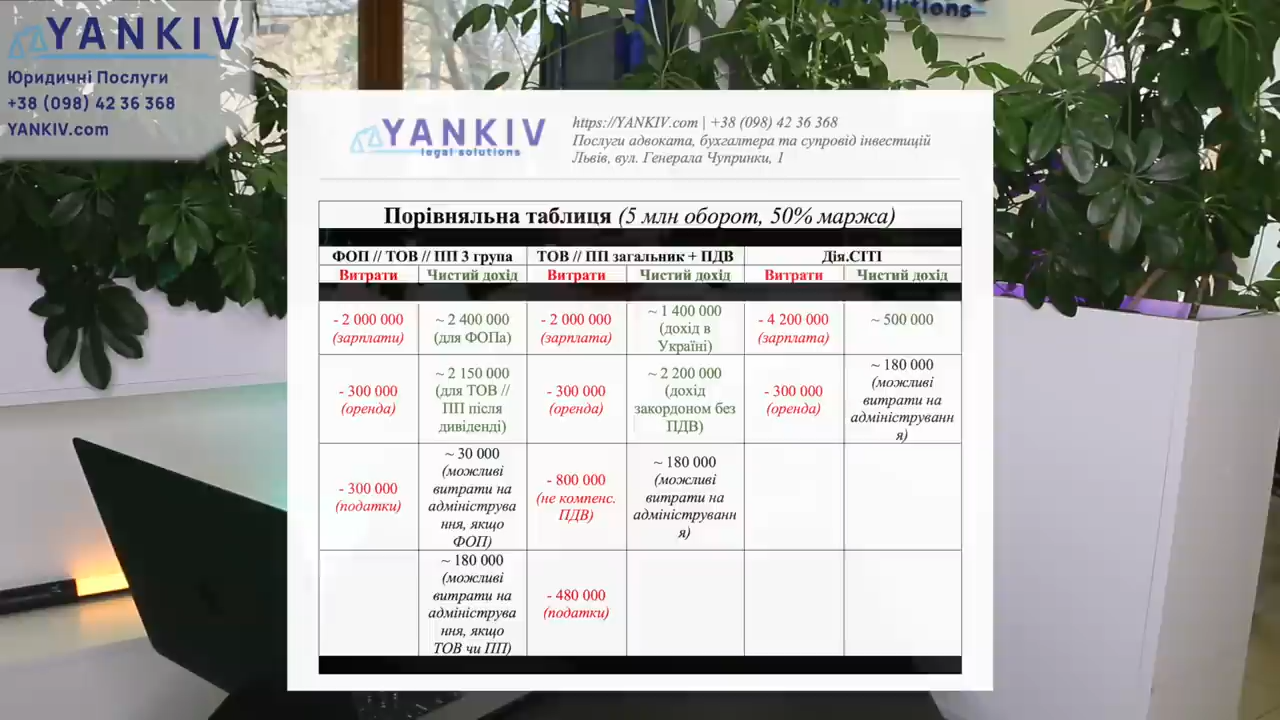 YANKIV
Юридичні Послуги
+38 (098) 42 36 368
YANKIV.com
solutions
YANKIV
legal solutions
https://YANKIV.com | +38 (098) 42 36 368
Послуги адвоката, бухгалтера та супровід інвестицій
Львів, вул. Генерала Чупринки, 1
Порівняльна таблиця (5 млн оборот, 50% маржа)
ФОП // ТОВ // ПП 3 група
ТОВ // ПП загальник + ПДВ
Дія.СІТІ
Витрати
Чистий дохід
Витрати
Чистий дохід
Витрати
Чистий дохід
- 2 000 000
(зарплати)
~ 2 400 000
(для ФОПа)
- 2 000 000
(зарплата)
~ 1 400 000
(дохід в
Україні)
- 4 200 000
(зарплата)
~ 500 000
- 300 000
(оренда)
~ 2 150 000
(для ТОВ //
ПП після
дивіденді)
- 300 000
(оренда)
~ 2 200 000
(дохід
закордоном без
ПДВ)
- 300 000
(оренда)
~ 180 000
(можливі
витрати на
адмініструванн
я)
- 300 000
(податки)
~ 30 000
(можливі
витрати на
адмініструва
ння, якщо
ФОП)
- 800 000
(не компенс.
ПДВ)
~ 180 000
(можливі
витрати на
адмініструванн
я)
~ 180 000
(можливі
витрати на
адмініструва
ння, якщо
ТОВ чи ПП)
- 480 000
(податки)